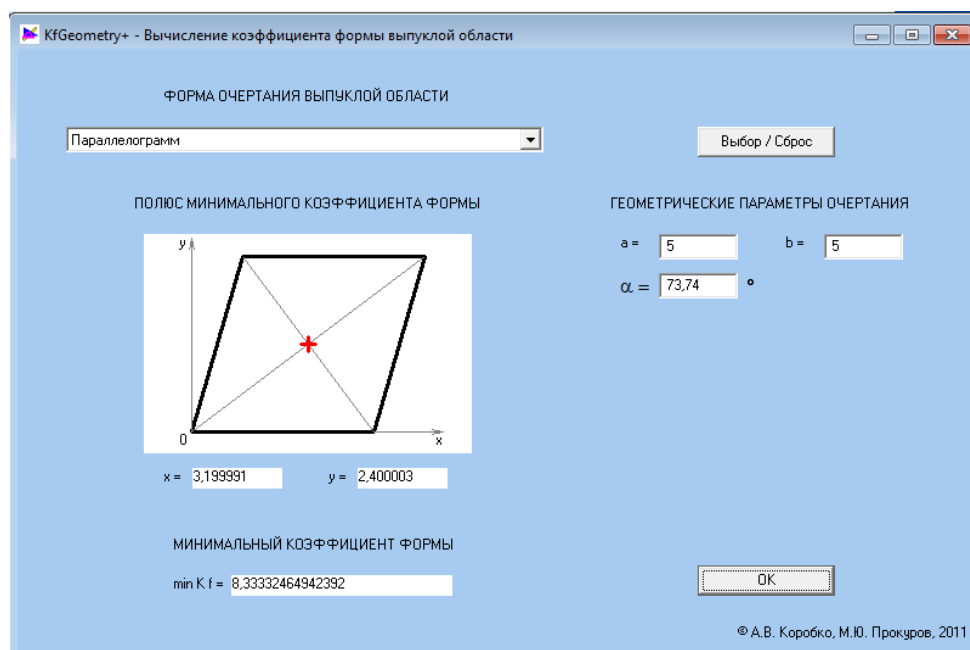 KfGeometry+ - Вычисление коэффициента формы выпуклой области
ФОРМА ОЧЕРТАНИЯ ВЫПУКЛОЙ ОБЛАСТИ
Параллелограмм
Выбор / Сброс
ПОЛЮС МИНИМАЛЬНОГО КОЭФФИЦИЕНТА ФОРМЫ
ГЕОМЕТРИЧЕСКИЕ ПАРАМЕТРЫ ОЧЕРТАНИЯ
a = 5 b = 5
α = 73,74 °
y
0
x
x = 3,199991 y = 2,400003
МИНИМАЛЬНЫЙ КОЭФФИЦИЕНТ ФОРМЫ
min K f = 8,33332464942392
OK
© А.В. Коробко, М.Ю. Прокуров, 2011